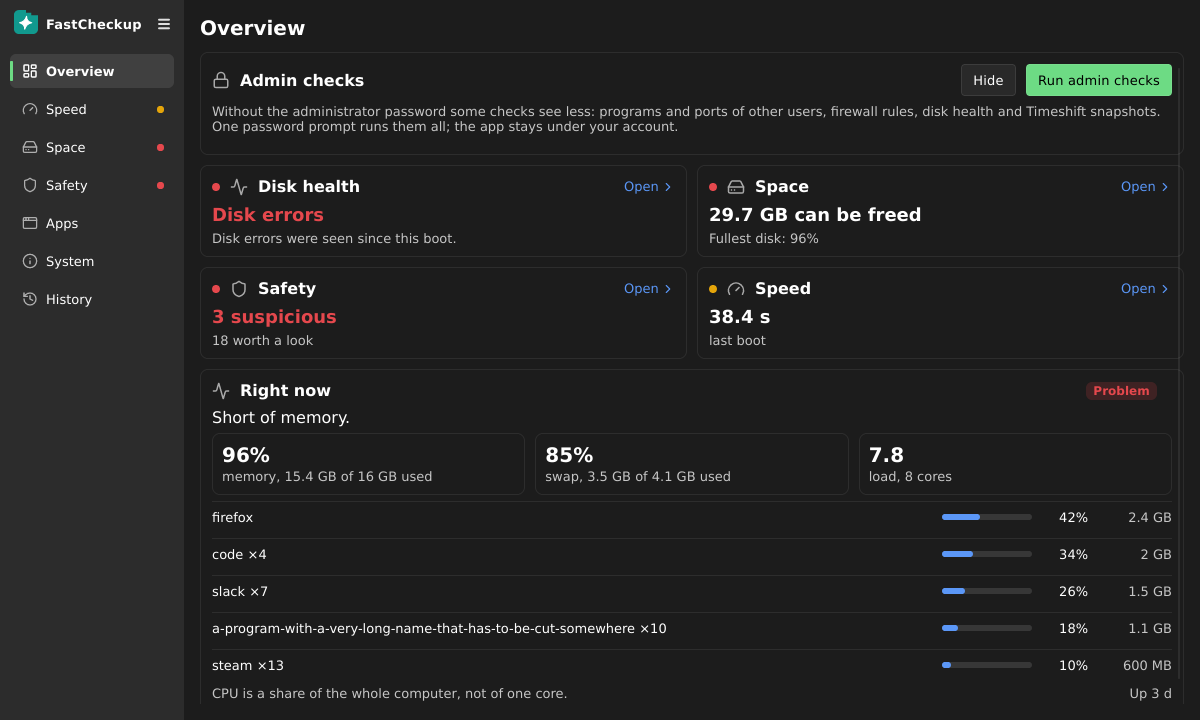 FastCheckup
Overview
Speed
Space
Safety
Apps
System
History
Overview
Admin checks
Hide
Run admin checks
Without the administrator password some checks see less: programs and ports of other users, firewall rules, disk health and Timeshift snapshots.
One password prompt runs them all; the app stays under your account.
Disk health
Open
Disk errors
Disk errors were seen since this boot.
Space
Open
29.7 GB can be freed
Fullest disk: 96%
Safety
Open
3 suspicious
18 worth a look
Speed
Open
38.4 s
last boot
Right now
Problem
Short of memory.
96%
memory, 15.4 GB of 16 GB used
85%
swap, 3.5 GB of 4.1 GB used
7.8
load, 8 cores
firefox 42% 2.4 GB
code ×4 34% 2 GB
slack ×7 26% 1.5 GB
a-program-with-a-very-long-name-that-has-to-be-cut-somewhere ×10 18% 1.1 GB
steam ×13 10% 600 MB
CPU is a share of the whole computer, not of one core. Up 3 d